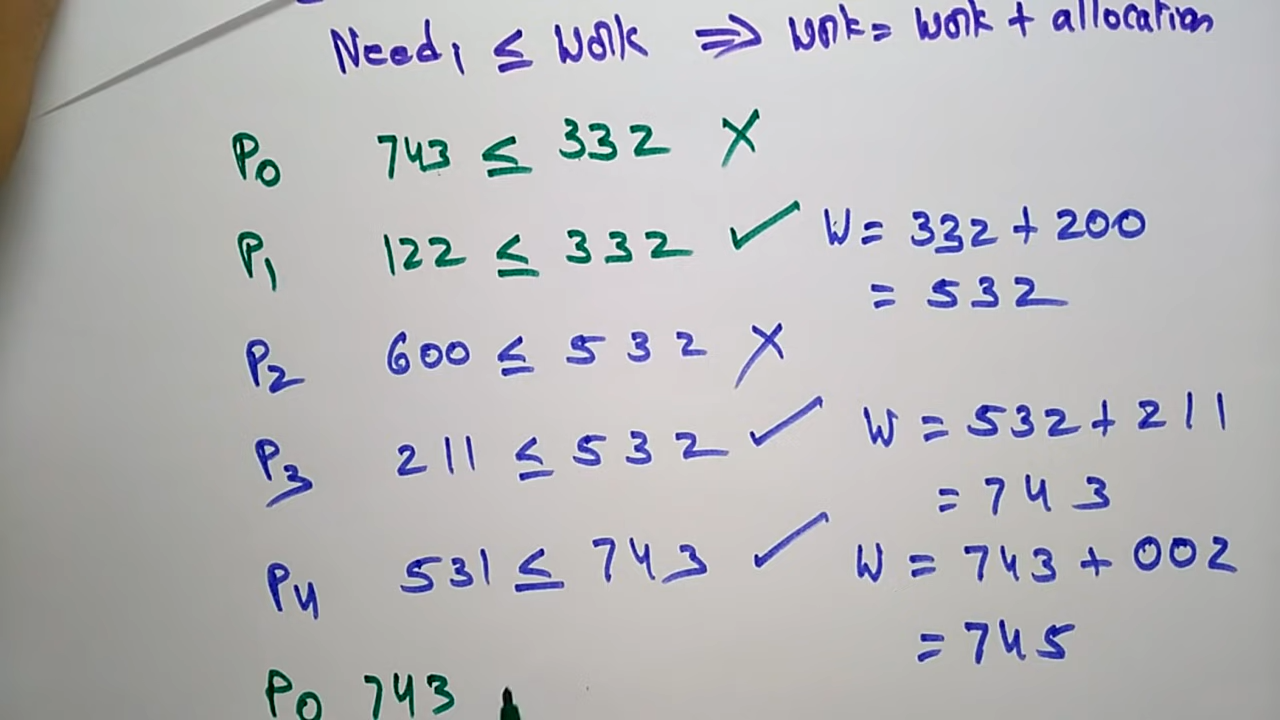 Need i ≤ Work ⇒ Work = Work + allocation
P0 743 ≤ 332 X
P1 122 ≤ 332 ✓ W = 332 + 200
= 532
P2 600 ≤ 532 X
P3 211 ≤ 532 ✓ W = 532 + 211
= 743
P4 531 ≤ 743 ✓ W = 743 + 002
= 745
P0 743